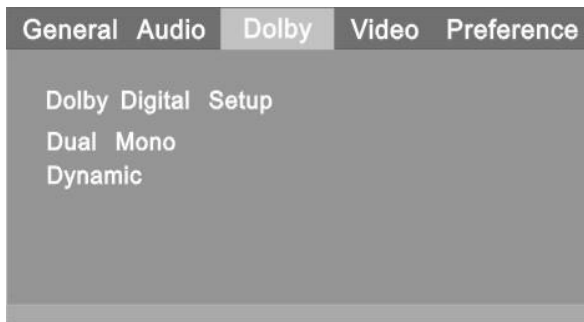 General Audio Dolby Video Preference
Dolby Digital Setup
Dual Mono
Dynamic